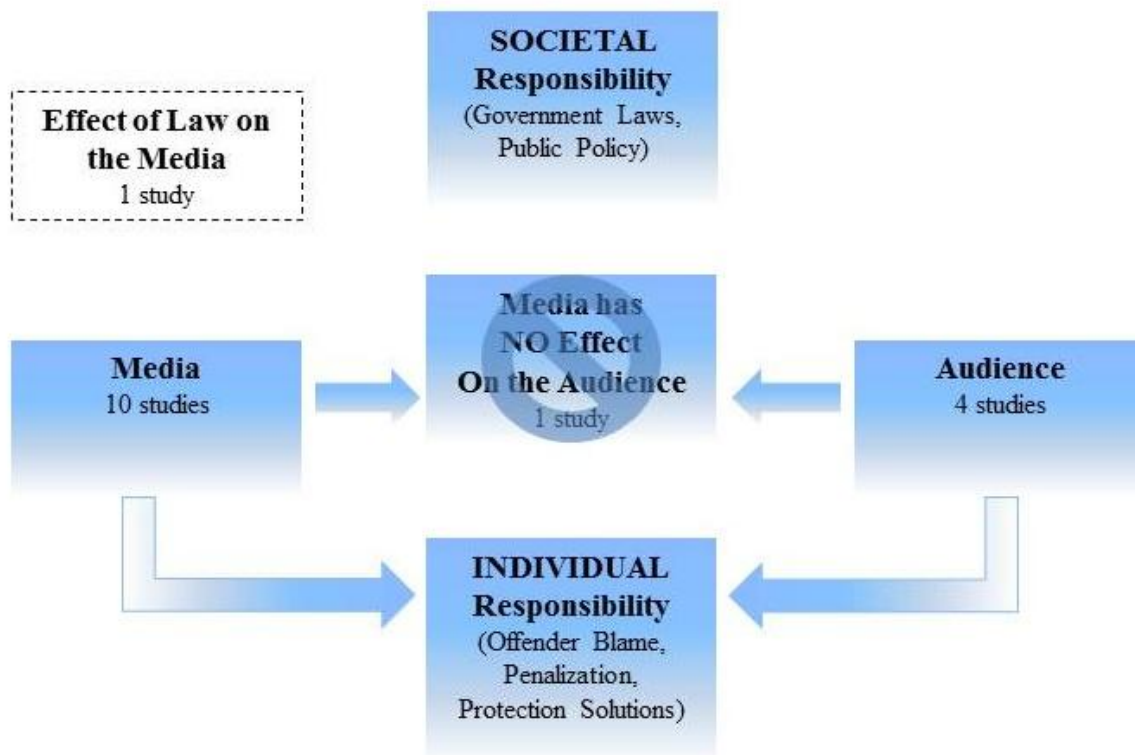 SOCIETAL
Responsibility
(Government Laws,
Public Policy)
Effect of Law on
the Media
1 study
Media has
NO Effect
On the Audience
1 study
Media
10 studies
Audience
4 studies
INDIVIDUAL
Responsibility
(Offender Blame,
Penalization,
Protection Solutions)